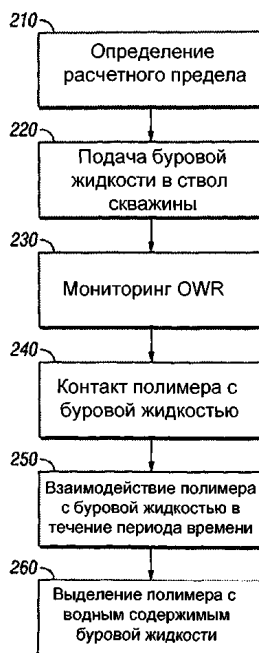 210
Определение
расчетного предела
220
Подача буровой
жидкости в ствол
скважины
230
Мониторинг OWR
240
Контакт полимера с
буровой жидкостью
250
Взаимодействие полимера
с буровой жидкостью в
течение периода времени
260
Выделение полимера с
водным содержимым
буровой жидкости